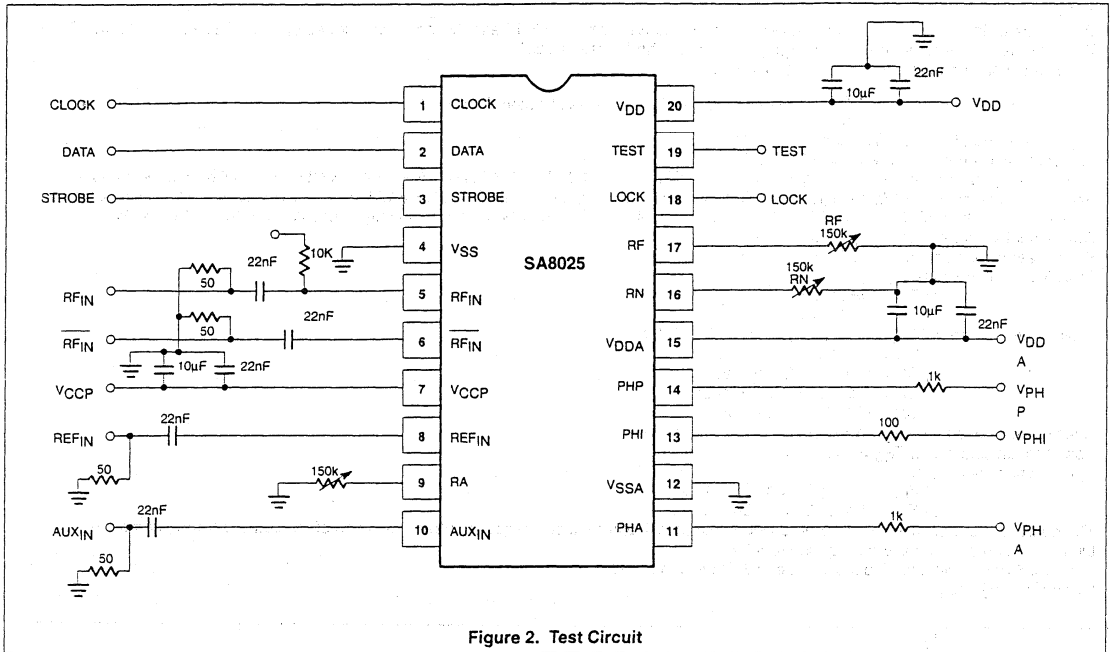 22nF
10µF
CLOCK
1
CLOCK
VDD
20
VDD
DATA
2
DATA
TEST
19
TEST
STROBE
3
STROBE
LOCK
18
LOCK
RF
150k
4
VSS
RF
17
10K
22nF
SA8025
50
150k
RN
RFIN
5
RFIN
RN
16
22nF
50
10µF
RFIN
6
RFIN
22nF
VDDA
15
VDD
A
10µF
22nF
VCCP
7
VCCP
PHP
14
1k
VPH
P
22nF
REFIN
8
REFIN
PHI
13
100
VPHI
50
150k
9
RA
VSSA
12
22nF
AUXIN
10
AUXIN
PHA
11
1k
VPH
A
50
Figure 2. Test Circuit